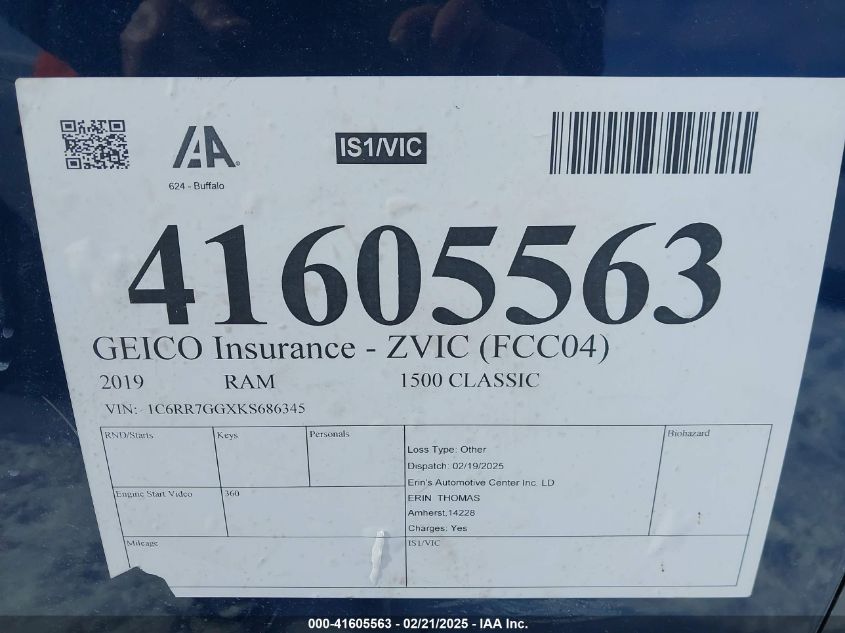 IAA
IS1/VIC
624 - Buffalo
41605563
GEICO Insurance - ZVIC (FCC04)
2019 RAM 1500 CLASSIC
VIN: 1C6RR7GGXKS686345
RND/Starts Keys Personals Biohazard
Loss Type: Other
Dispatch: 02/19/2025
Erin's Automotive Center Inc. LD
Engine Start Video 360
ERIN THOMAS
Amherst,14228
Charges: Yes
Mileage IS1/VIC
000-41605563 - 02/21/2025 - IAA Inc.